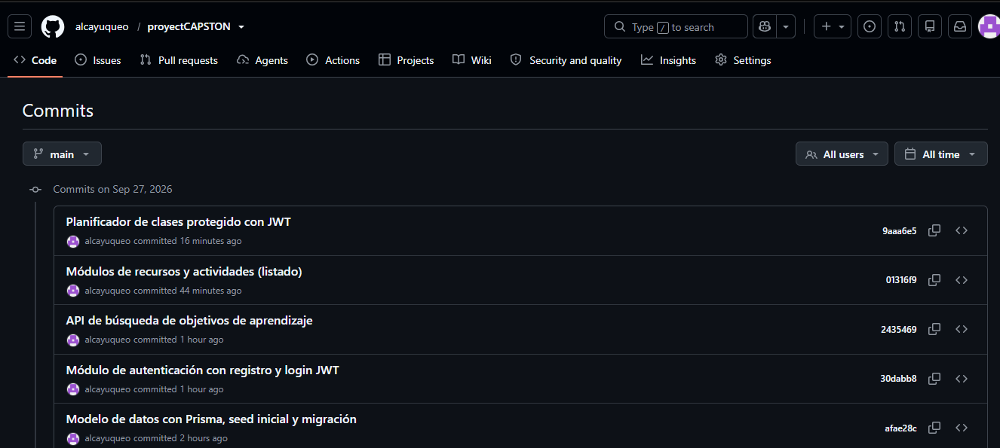 alcayuqueo / proyectCAPSTON
Type / to search
Code
Issues
Pull requests
Agents
Actions
Projects
Wiki
Security and quality
Insights
Settings
Commits
main
All users
All time
Commits on Sep 27, 2026
Planificador de clases protegido con JWT
alcayuqueo committed 16 minutes ago
9aaa6e5
Módulos de recursos y actividades (listado)
alcayuqueo committed 44 minutes ago
01316f9
API de búsqueda de objetivos de aprendizaje
alcayuqueo committed 1 hour ago
2435469
Módulo de autenticación con registro y login JWT
alcayuqueo committed 1 hour ago
30dabb8
Modelo de datos con Prisma, seed inicial y migración
alcayuqueo committed 2 hours ago
afae28c